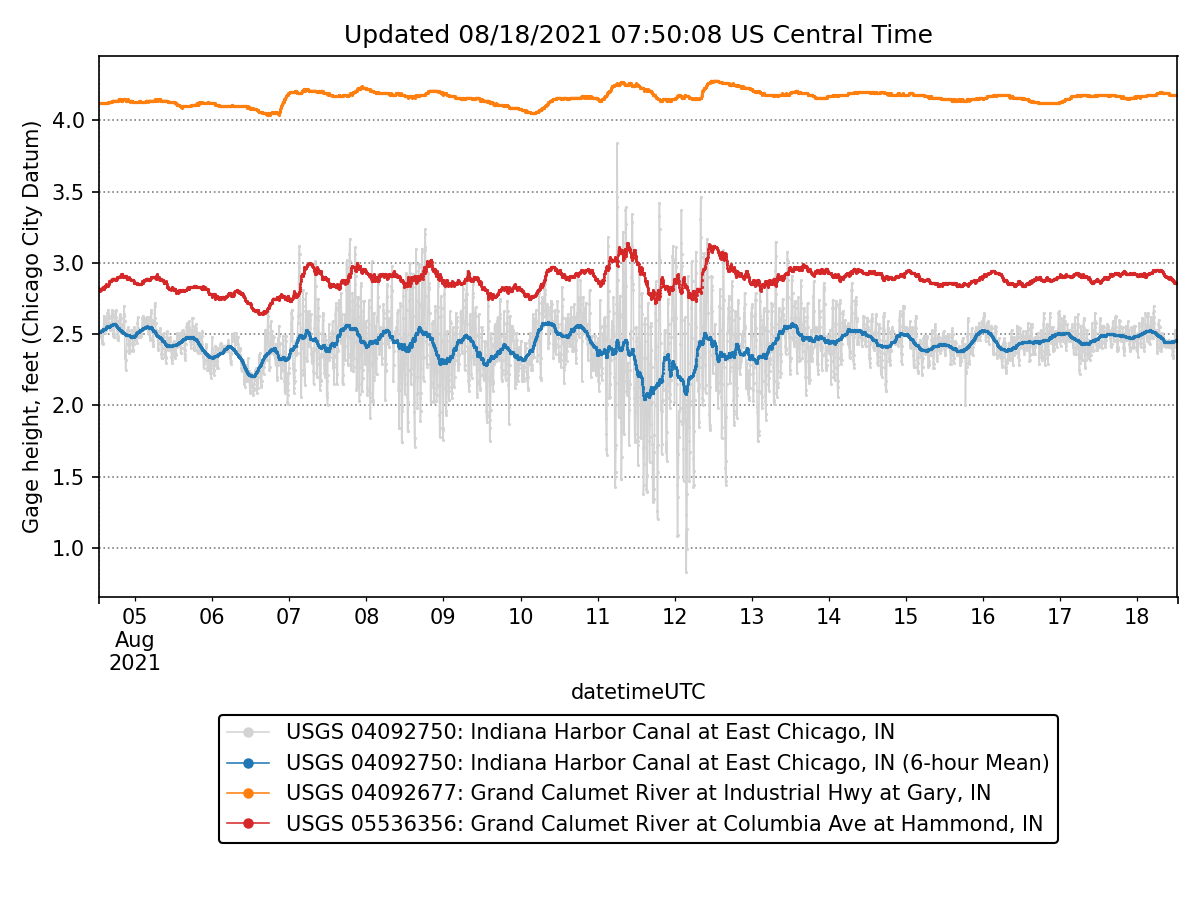 Updated 08/18/2021 07:50:08 US Central Time
Gage height, feet (Chicago City Datum)
4.0
3.5
3.0
2.5
2.0
1.5
1.0
05 06 07 08 09 10 11 12 13 14 15 16 17 18
Aug
2021
datetimeUTC
USGS 04092750: Indiana Harbor Canal at East Chicago, IN
USGS 04092750: Indiana Harbor Canal at East Chicago, IN (6-hour Mean)
USGS 04092677: Grand Calumet River at Industrial Hwy at Gary, IN
USGS 05536356: Grand Calumet River at Columbia Ave at Hammond, IN